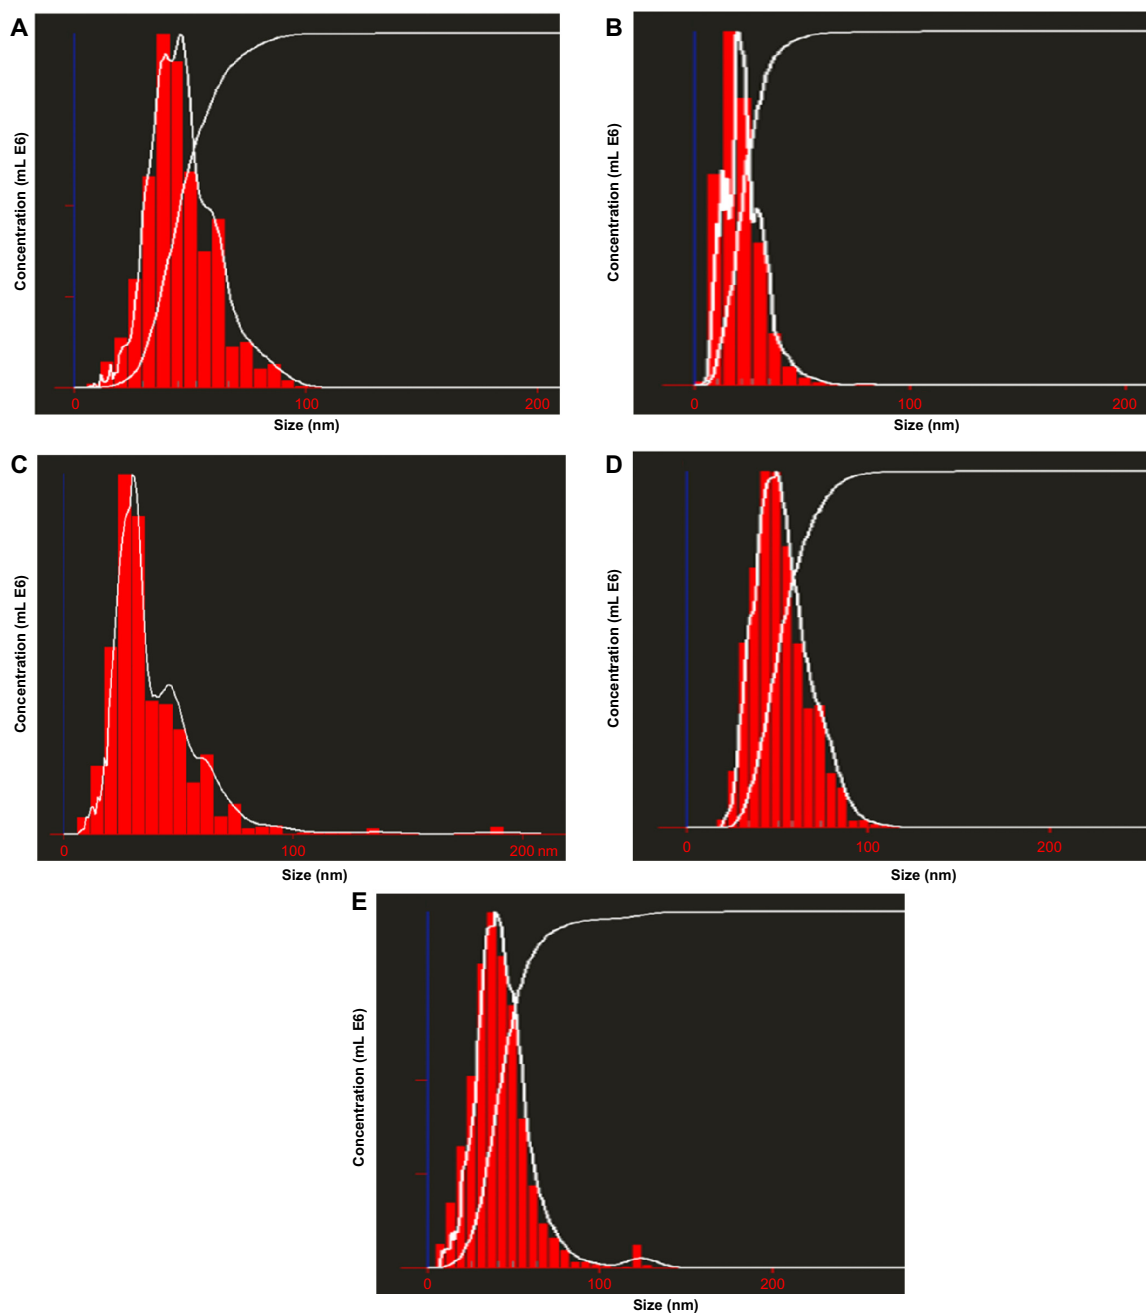 A
Concentration (mL E6)
0
100
200
Size (nm)
B
Concentration (mL E6)
0
100
200
Size (nm)
C
Concentration (mL E6)
0
100
200 nm
Size (nm)
D
Concentration (mL E6)
0
100
200
Size (nm)
E
Concentration (mL E6)
0
100
200
Size (nm)